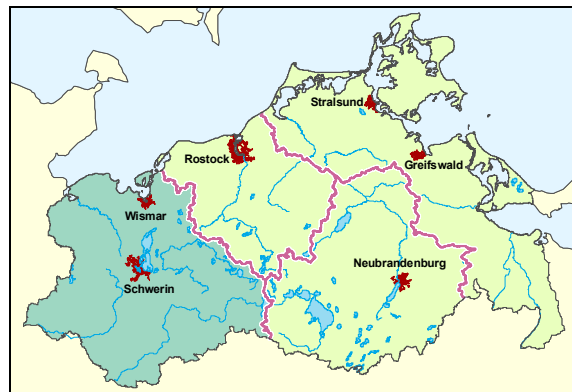 Stralsund
Rostock
Greifswald
Wismar
Neubrandenburg
Schwerin